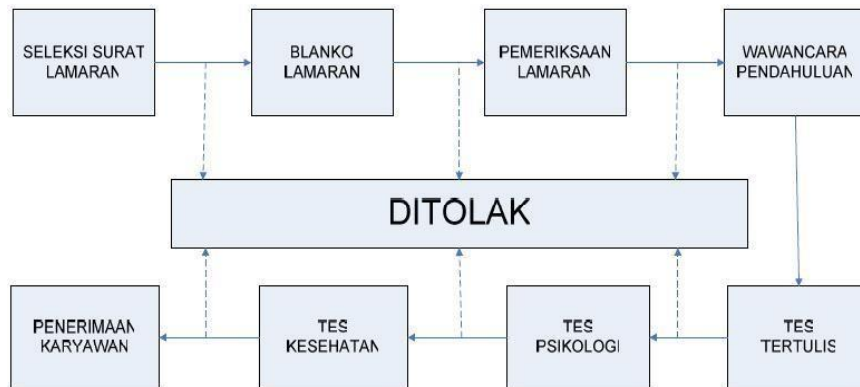 SELEKSI SURAT
LAMARAN
BLANKO
LAMARAN
PEMERIKSAAN
LAMARAN
WAWANCARA
PENDAHULUAN
DITOLAK
PENERIMAAN
KARYAWAN
TES
KESEHATAN
TES
PSIKOLOGI
TES
TERTULIS